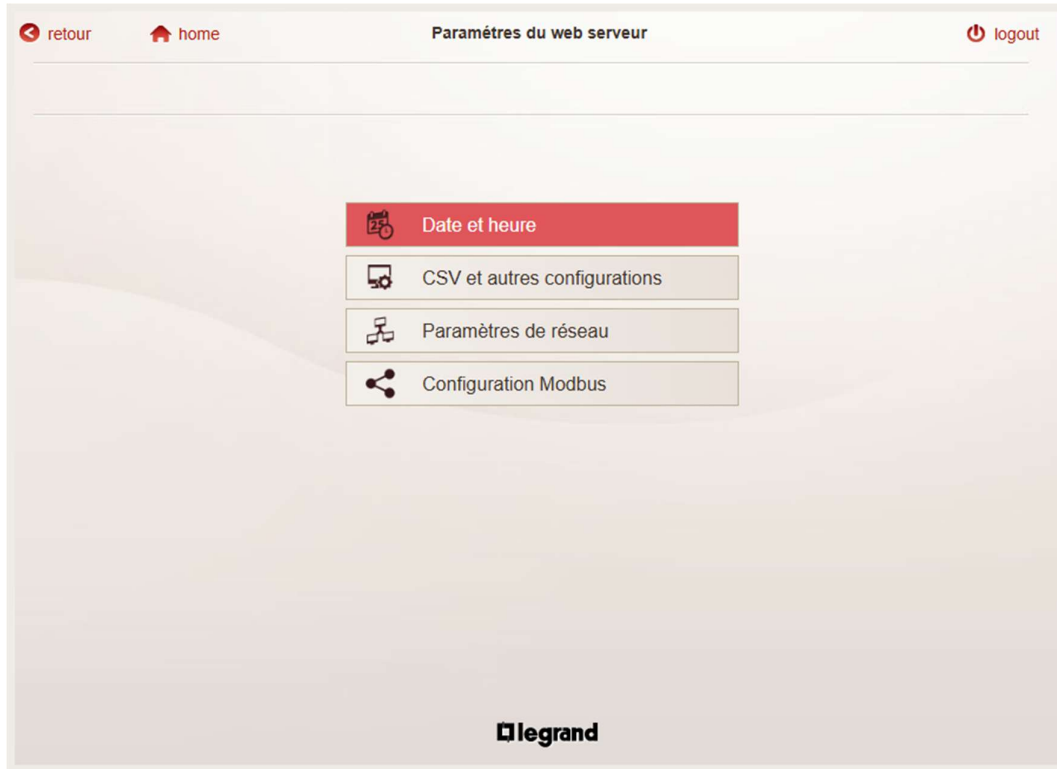 retour home Paramétres du web serveur logout
25 Date et heure
CSV et autres configurations
Paramètres de réseau
Configuration Modbus
legrand